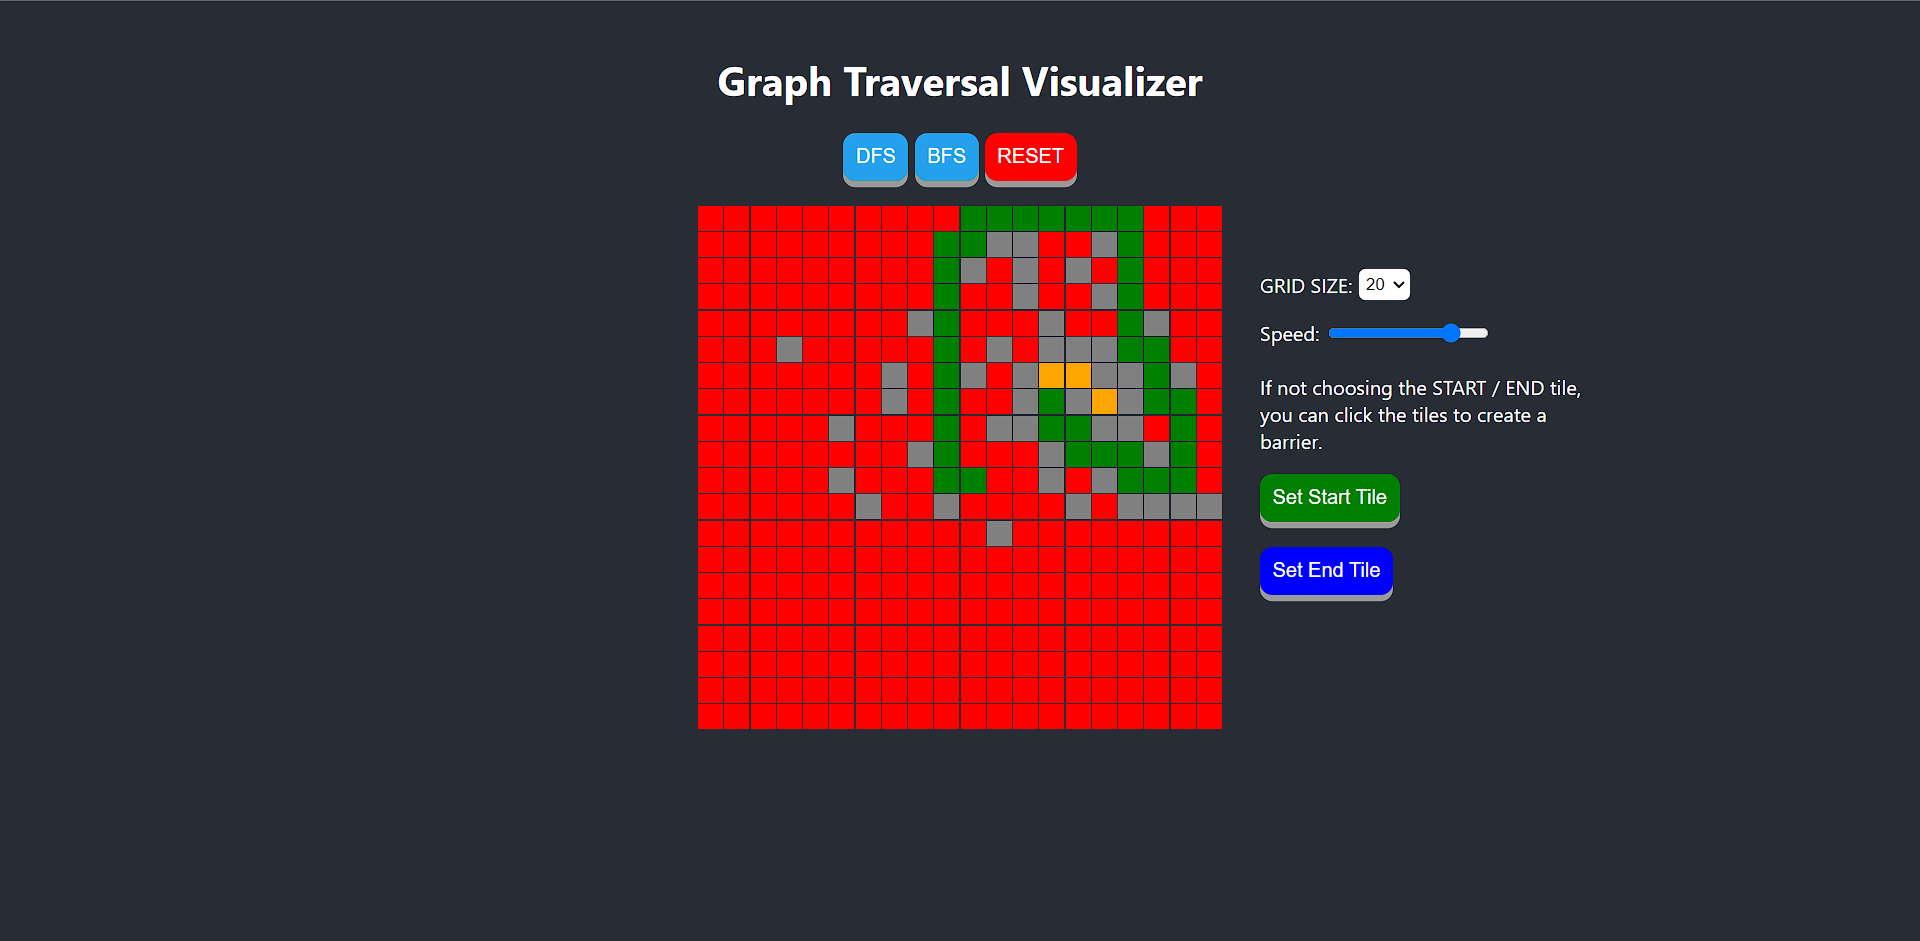 Graph Traversal Visualizer
DFS BFS RESET
GRID SIZE: 20
Speed:
If not choosing the START / END tile,
you can click the tiles to create a
barrier.
Set Start Tile
Set End Tile